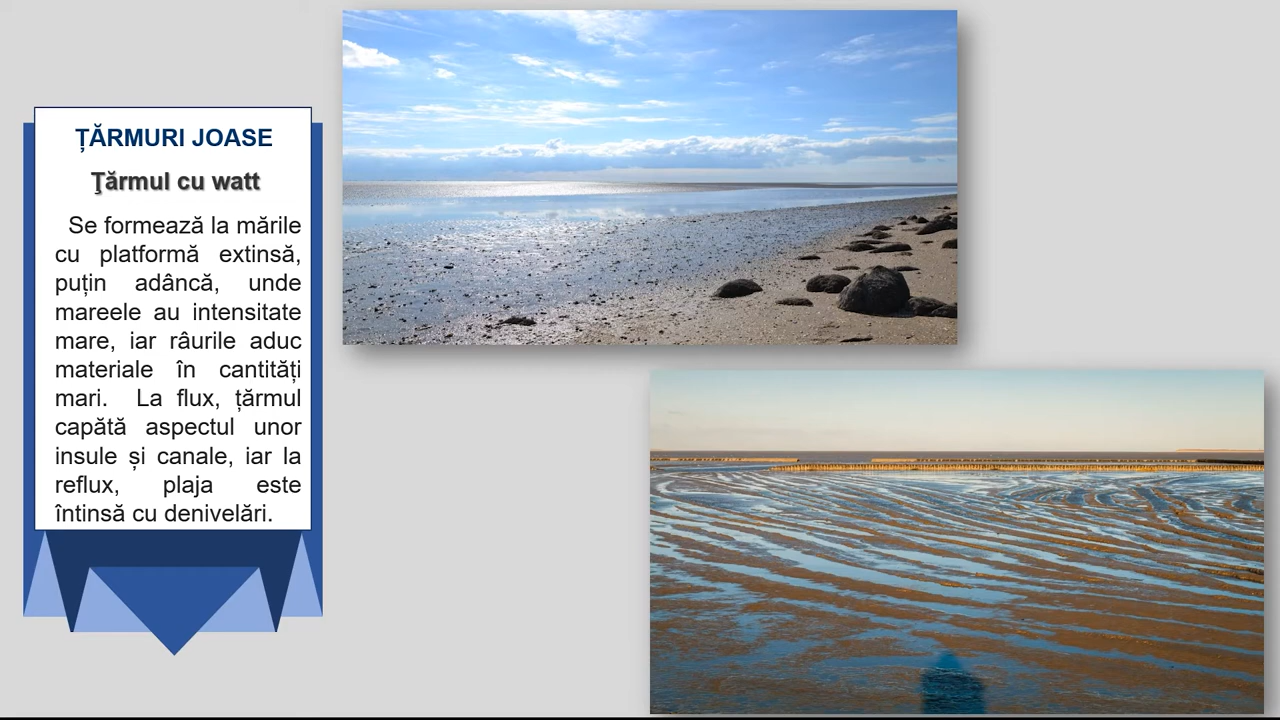 ȚĂRMURI JOASE
Ţărmul cu watt
Se formează la mările
cu platformă extinsă,
puțin adâncă, unde
mareele au intensitate
mare, iar râurile aduc
materiale în cantități
mari. La flux, țărmul
capătă aspectul unor
insule și canale, iar la
reflux, plaja este
întinsă cu denivelări.